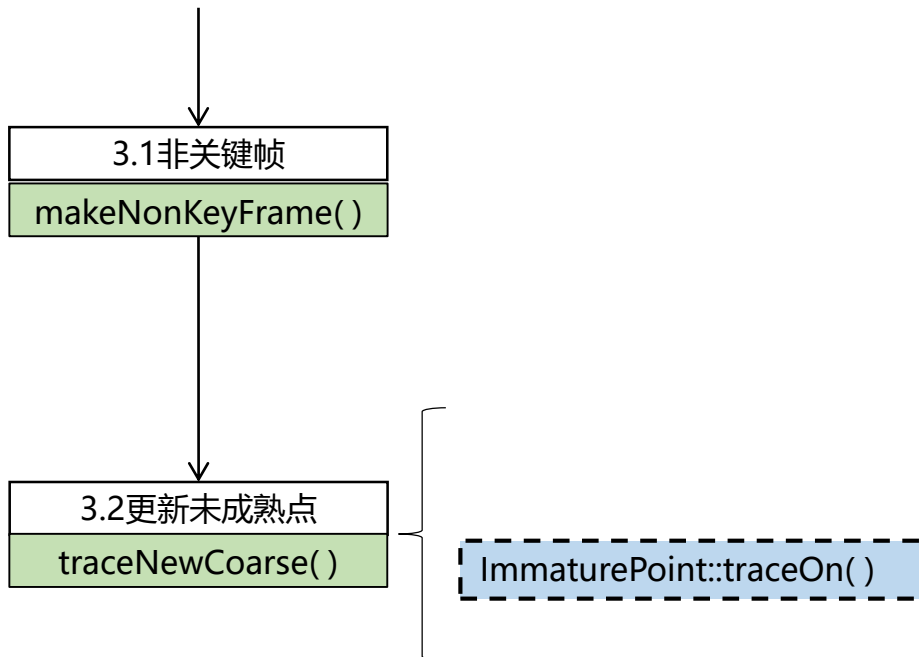 3.1非关键帧
makeNonKeyFrame( )
3.2更新未成熟点
traceNewCoarse( )
ImmaturePoint::traceOn( )